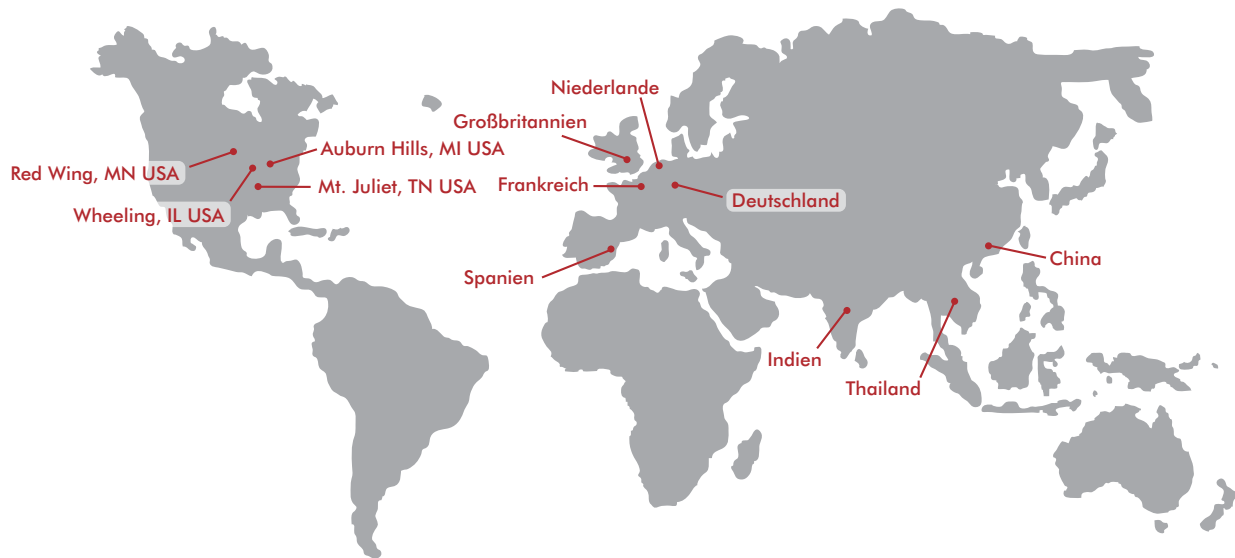 Niederlande
Großbritannien
Auburn Hills, MI USA
Red Wing, MN USA
Frankreich
Mt. Juliet, TN USA
Deutschland
Wheeling, IL USA
China
Spanien
Indien
Thailand